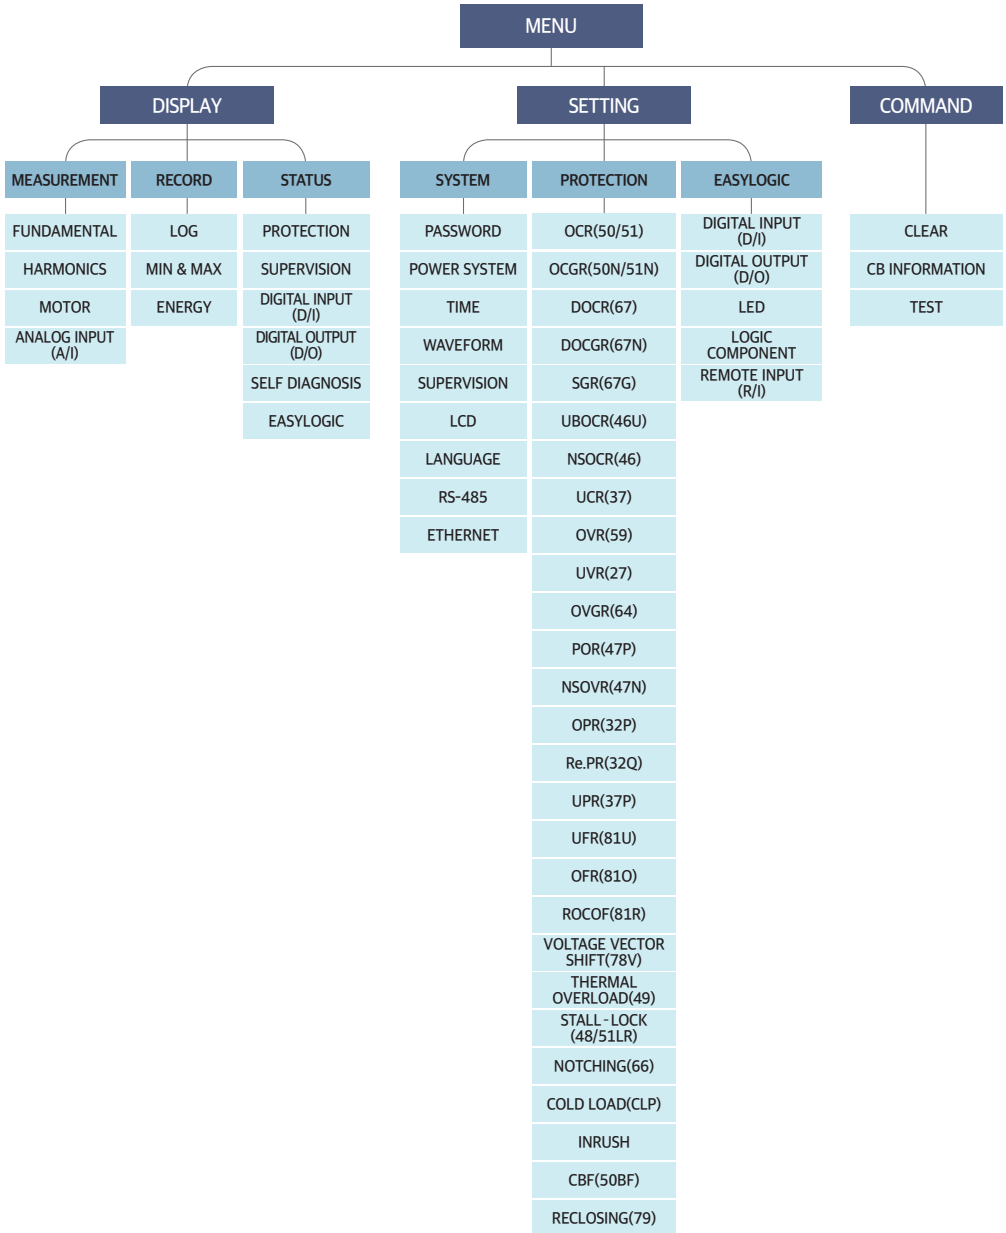 MENU
DISPLAY
SETTING
COMMAND
MEASUREMENT
FUNDAMENTAL
HARMONICS
MOTOR
ANALOG INPUT
(A/I)
RECORD
LOG
MIN & MAX
ENERGY
STATUS
PROTECTION
SUPERVISION
DIGITAL INPUT
(D/I)
DIGITAL OUTPUT
(D/O)
SELF DIAGNOSIS
EASYLOGIC
SYSTEM
PASSWORD
POWER SYSTEM
TIME
WAVEFORM
SUPERVISION
LCD
LANGUAGE
RS-485
ETHERNET
PROTECTION
OCR(50/51)
OCGR(50N/51N)
DOCR(67)
DOCGR(67N)
SGR(67G)
UBOCR(46U)
NSOCR(46)
UCR(37)
OVR(59)
UVR(27)
OVGR(64)
POR(47P)
NSOVR(47N)
OPR(32P)
Re.PR(32Q)
UPR(37P)
UFR(81U)
OFR(81O)
ROCOF(81R)
VOLTAGE VECTOR
SHIFT(78V)
THERMAL
OVERLOAD(49)
STALL-LOCK
(48/51LR)
NOTCHING(66)
COLD LOAD(CLP)
INRUSH
CBF(50BF)
RECLOSING(79)
EASYLOGIC
DIGITAL INPUT
(D/I)
DIGITAL OUTPUT
(D/O)
LED
LOGIC
COMPONENT
REMOTE INPUT
(R/I)
CLEAR
CB INFORMATION
TEST